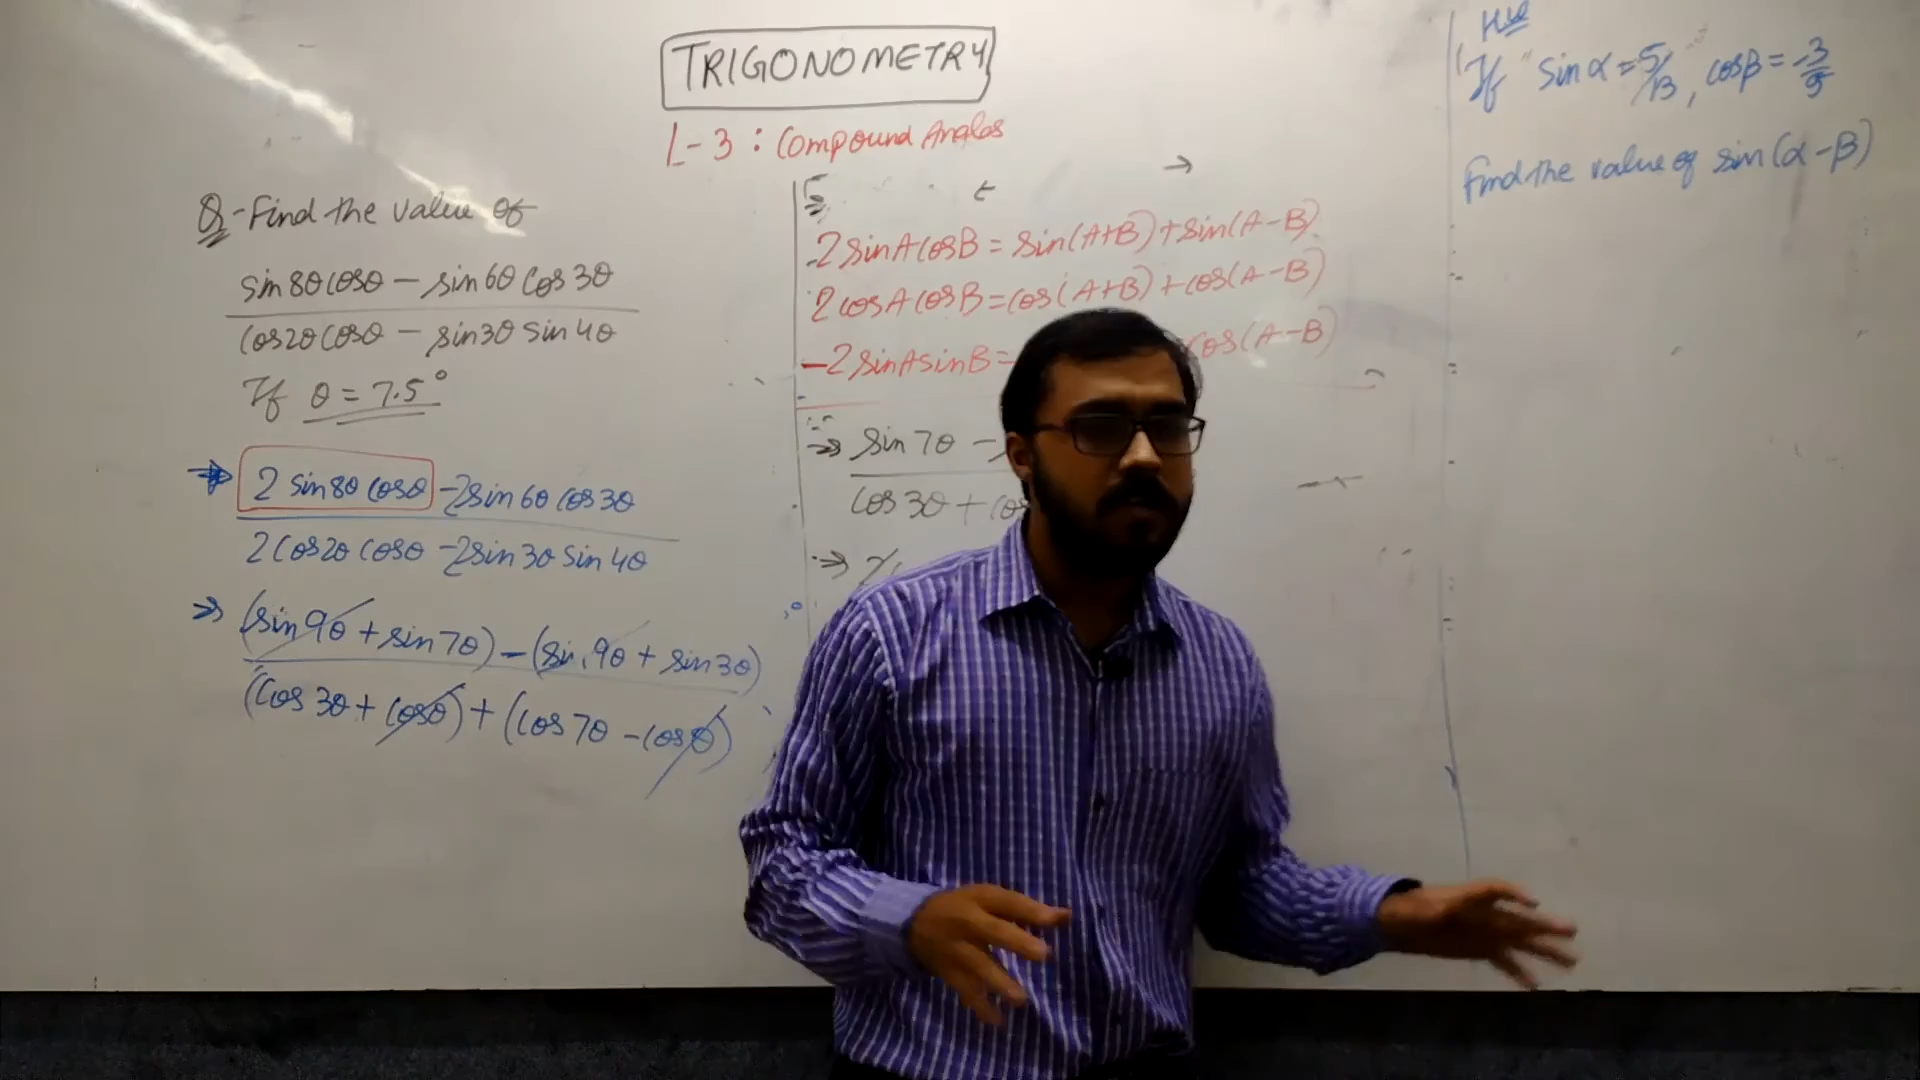 TRIGONOMETRY
L-3 : Compound Angles
Q-Find the value of
sin8θcosθ - sin6θ cos3θ
cos2θcosθ - sin3θ sin4θ
If θ = 7.5°
⇒ 2 sin8θ cosθ -2sin6θ cos3θ
2cos2θ cosθ -2sin3θ sin4θ
⇒ (sin9θ + sin7θ) - (sin9θ + sin3θ)
(cos3θ + cosθ) + (cos7θ - cosθ)
2sinAcosB = sin(A+B)+sin(A-B)
2cosAcosB=cos(A+B)+cos(A-B)
-2sinAsinB= cos(A-B)
⇒ sin7θ -
cos3θ + cos
⇒
HW
If sinα = 5/13, cosβ = 3/5
Find the value of sin(α-β)